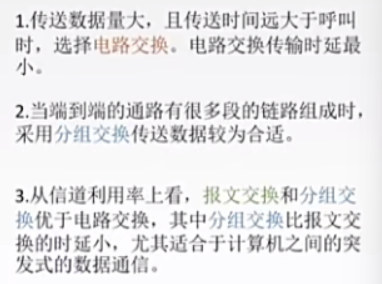 1.传送数据量大，且传送时间远大于呼叫
时，选择电路交换。电路交换传输时延最
小。
2.当端到端的通路有很多段的链路组成时，
采用分组交换传送数据较为合适。
3.从信道利用率上看，报文交换和分组交
换优于电路交换，其中分组交换比报文交
换的时延小，尤其适合于计算机之间的突
发式的数据通信。